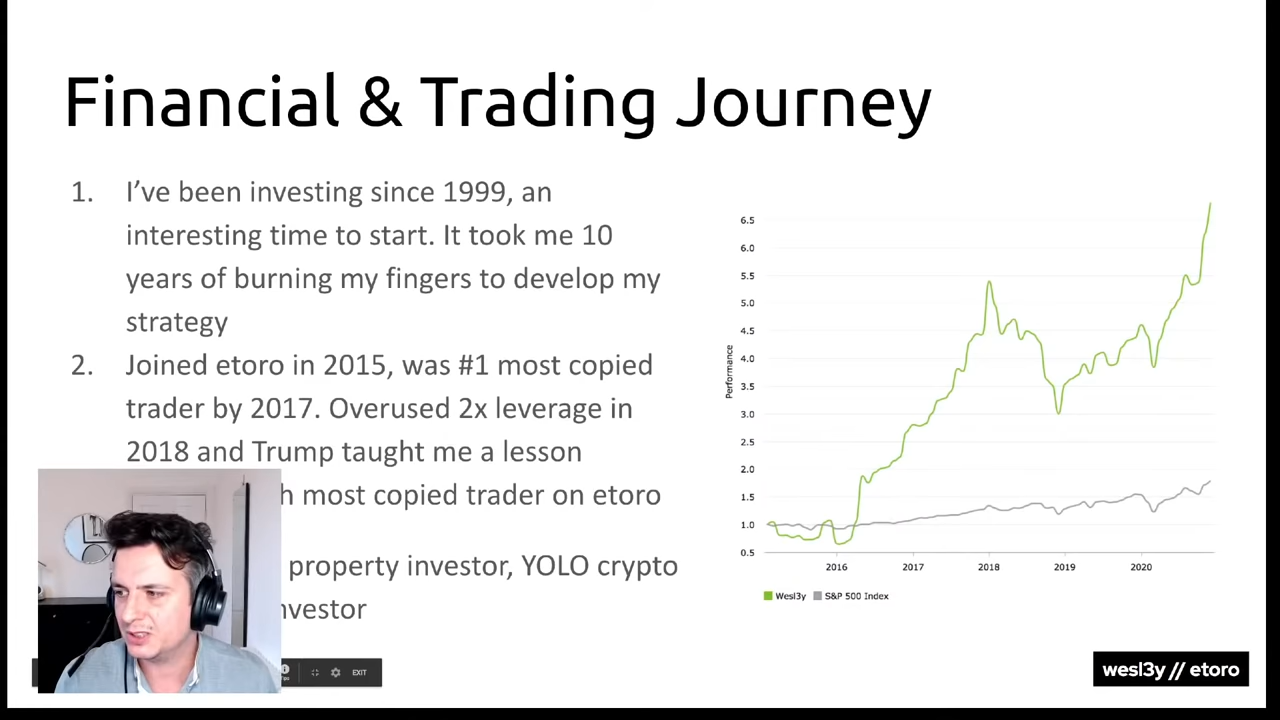 Financial & Trading Journey
1. I've been investing since 1999, an
interesting time to start. It took me 10
years of burning my fingers to develop my
strategy
2. Joined etoro in 2015, was #1 most copied
trader by 2017. Overused 2x leverage in
2018 and Trump taught me a lesson
most copied trader on etoro
property investor, YOLO crypto
6.5
6.0
5.5
5.0
4.5
4.0
3.5
3.0
2.5
2.0
1.5
1.0
0.5
Performance
2016 2017 2018 2019 2020
Wesl3y S&P 500 Index
EXIT
wesl3y // etoro